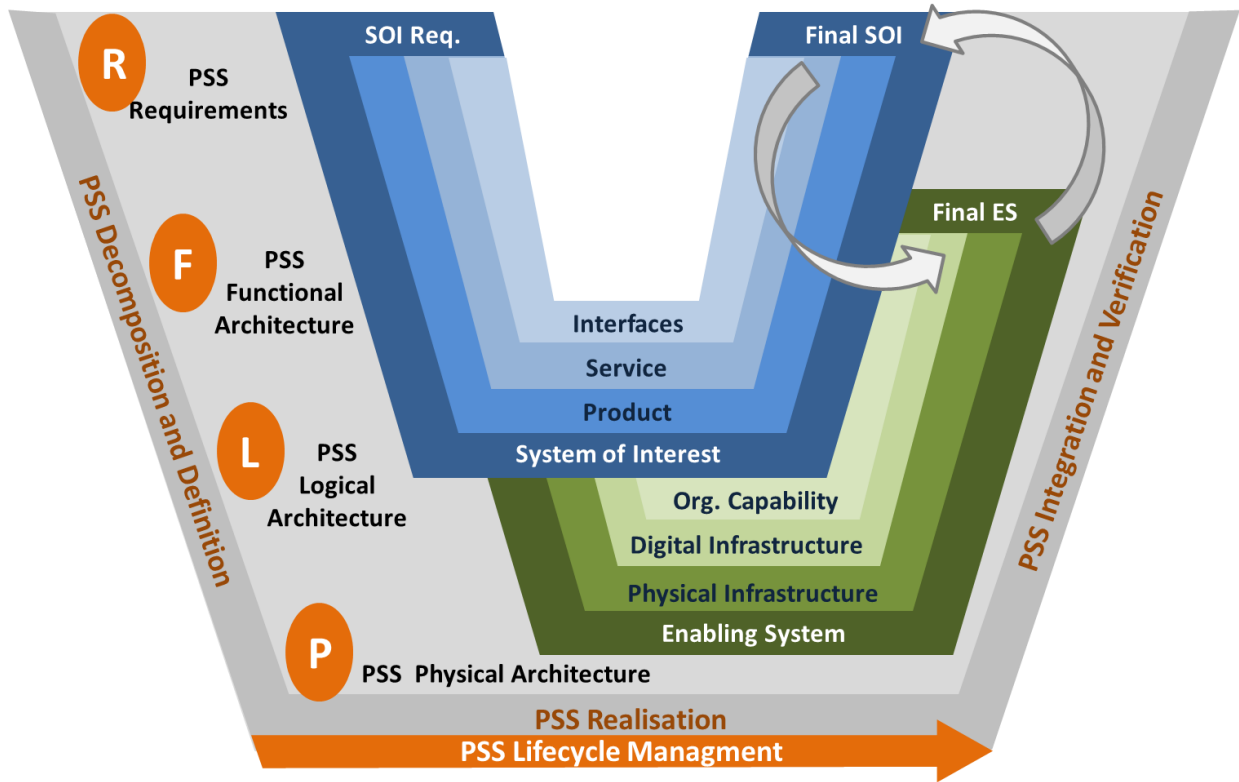 SOI Req.
Final SOI
R
PSS
Requirements
Final ES
F
PSS
Functional
Architecture
PSS Decomposition and Definition
PSS Integration and Verification
Interfaces
Service
Product
System of Interest
L
PSS
Logical
Architecture
Org. Capability
Digital Infrastructure
Physical Infrastructure
Enabling System
P
PSS Physical Architecture
PSS Realisation
PSS Lifecycle Managment